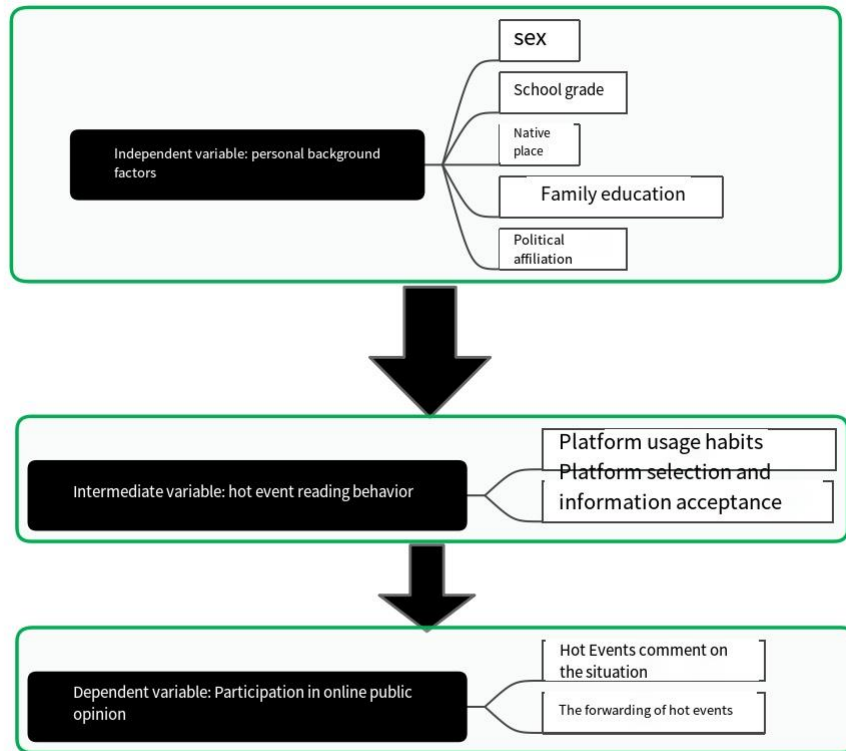 sex
School grade
Independent variable: personal background
factors
Native
place
Family education
Political
affiliation
Platform usage habits
Platform selection and
information acceptance
Intermediate variable: hot event reading behavior
Hot Events comment on
the situation
Dependent variable: Participation in online public
opinion
The forwarding of hot events